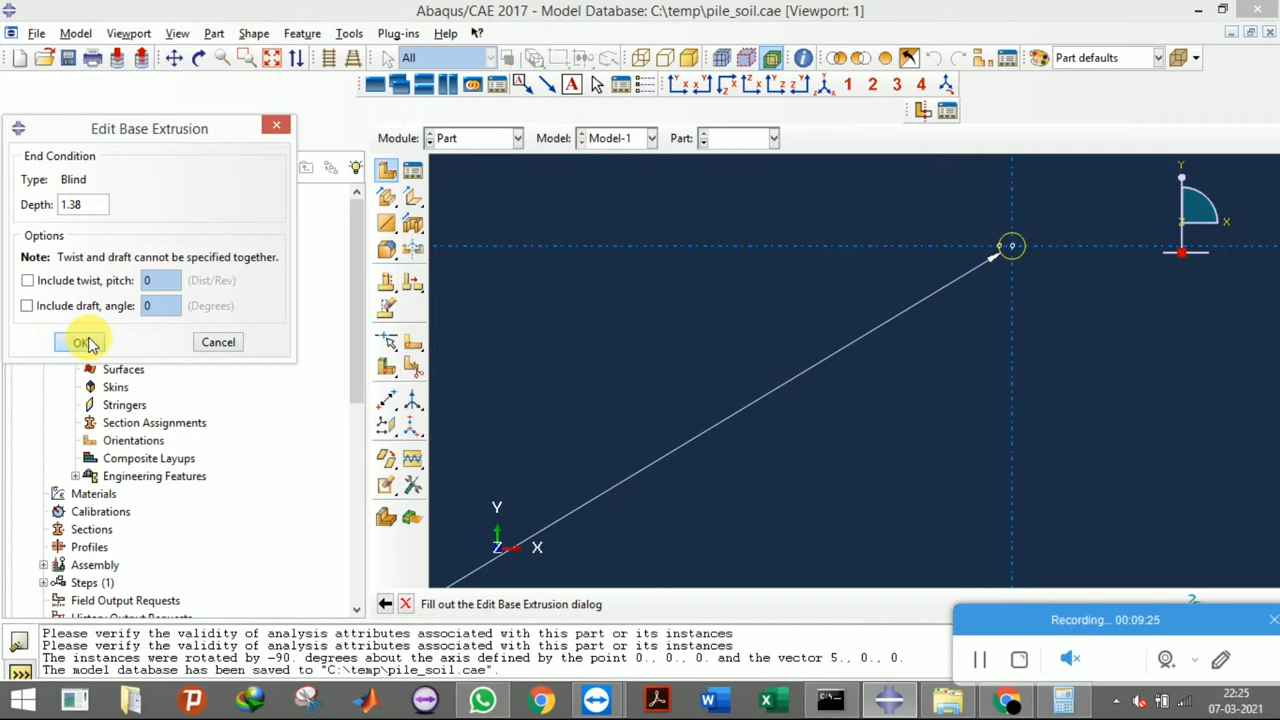 Abaqus/CAE 2017 - Model Database: C:\temp\pile_soil.cae [Viewport: 1]
File Model Viewport View Part Shape Feature Tools Plug-ins Help
All
Part defaults
1 2 3 4
Edit Base Extrusion
End Condition
Type: Blind
Depth: 1.38
Options
Note: Twist and draft cannot be specified together.
Include twist, pitch: 0 (Dist/Rev)
Include draft, angle: 0 (Degrees)
OK Cancel
Module: Part Model: Model-1 Part:
Surfaces
Skins
Stringers
Section Assignments
Orientations
Composite Layups
Engineering Features
Materials
Calibrations
Sections
Profiles
Assembly
Steps (1)
Field Output Requests
History Output Requests
Y
Z X
Y
Z X
Fill out the Edit Base Extrusion dialog
Please verify the validity of analysis attributes associated with this part or its instances
Please verify the validity of analysis attributes associated with this part or its instances
The instances were rotated by -90. degrees about the axis defined by the point 0., 0., 0. and the vector 5., 0., 0.
The model database has been saved to "C:\temp\pile_soil.cae".
Recording... 00:09:25
22:25
07-03-2021